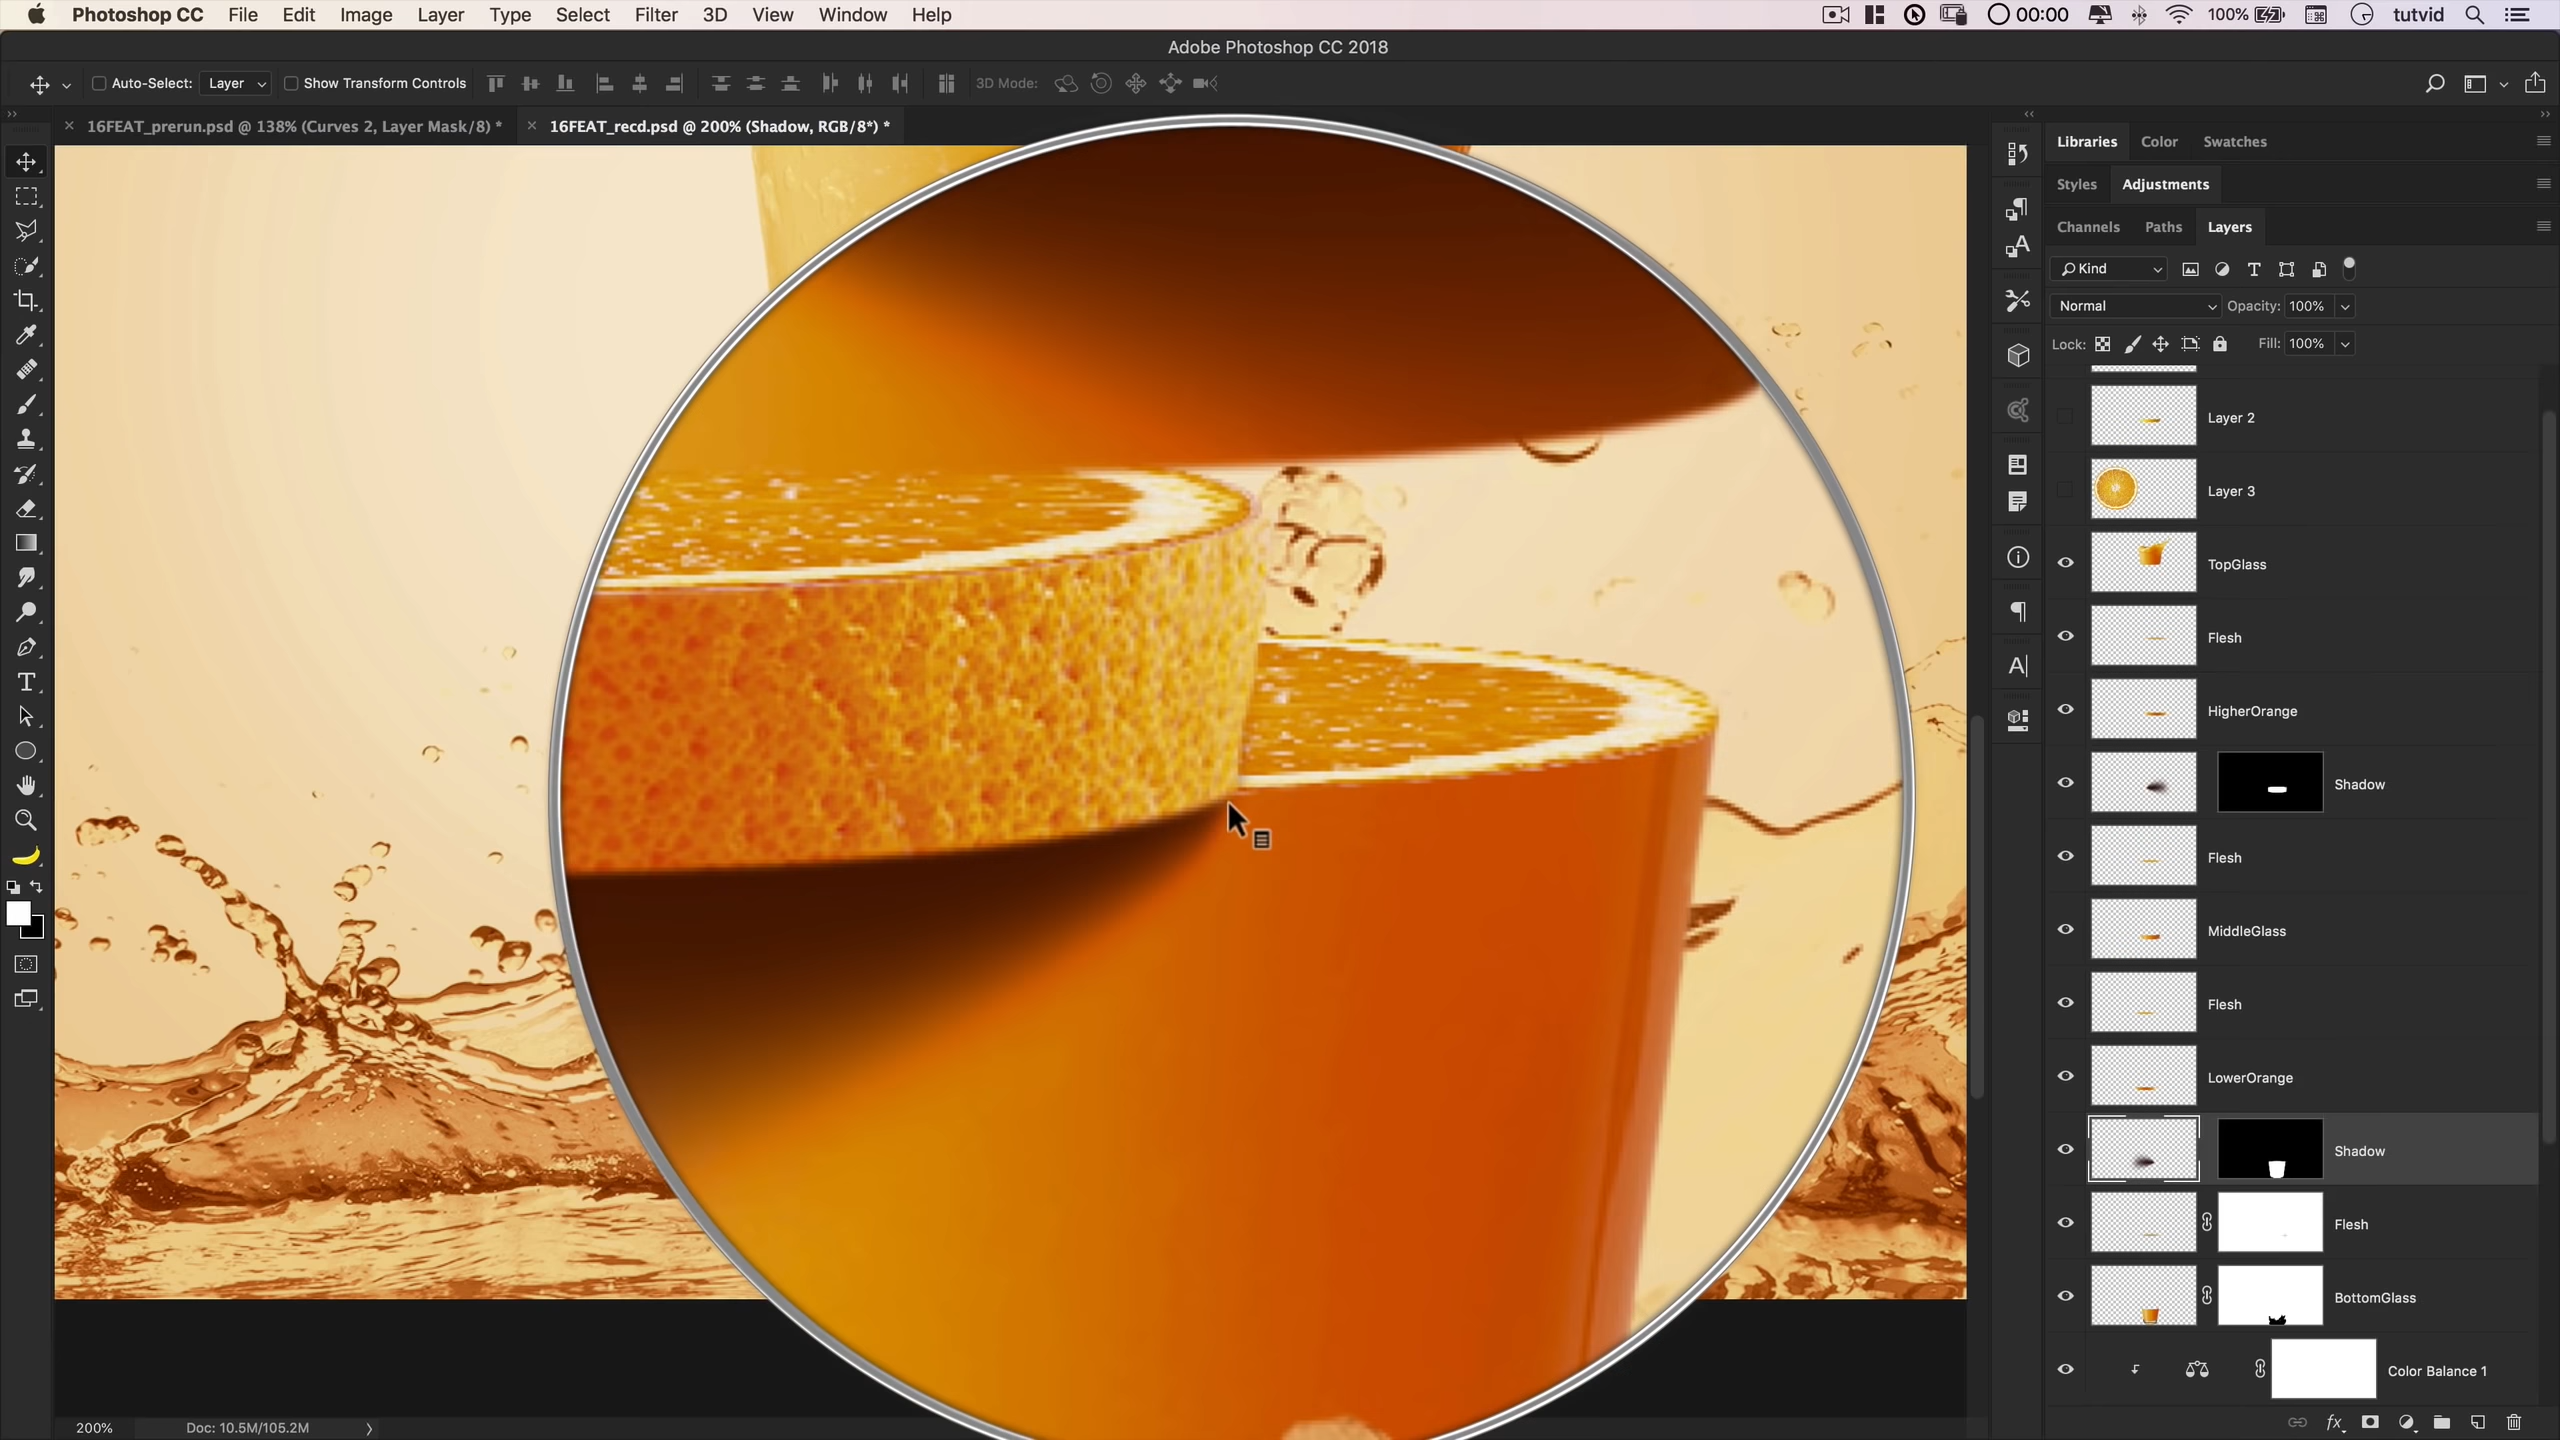 Photoshop CC File Edit Image Layer Type Select Filter 3D View Window Help 00:00 100% tutvid
Adobe Photoshop CC 2018
Auto-Select: Layer Show Transform Controls 3D Mode:
16FEAT_prerun.psd @ 138% (Curves 2, Layer Mask/8) * 16FEAT_recd.psd @ 200% (Shadow, RGB/8*) *
Libraries Color Swatches
Styles Adjustments
Channels Paths Layers
Kind
Normal Opacity: 100%
Lock: Fill: 100%
Layer 2
Layer 3
TopGlass
Flesh
HigherOrange
Shadow
Flesh
MiddleGlass
Flesh
LowerOrange
Shadow
Flesh
BottomGlass
Color Balance 1
200% Doc: 10.5M/105.2M